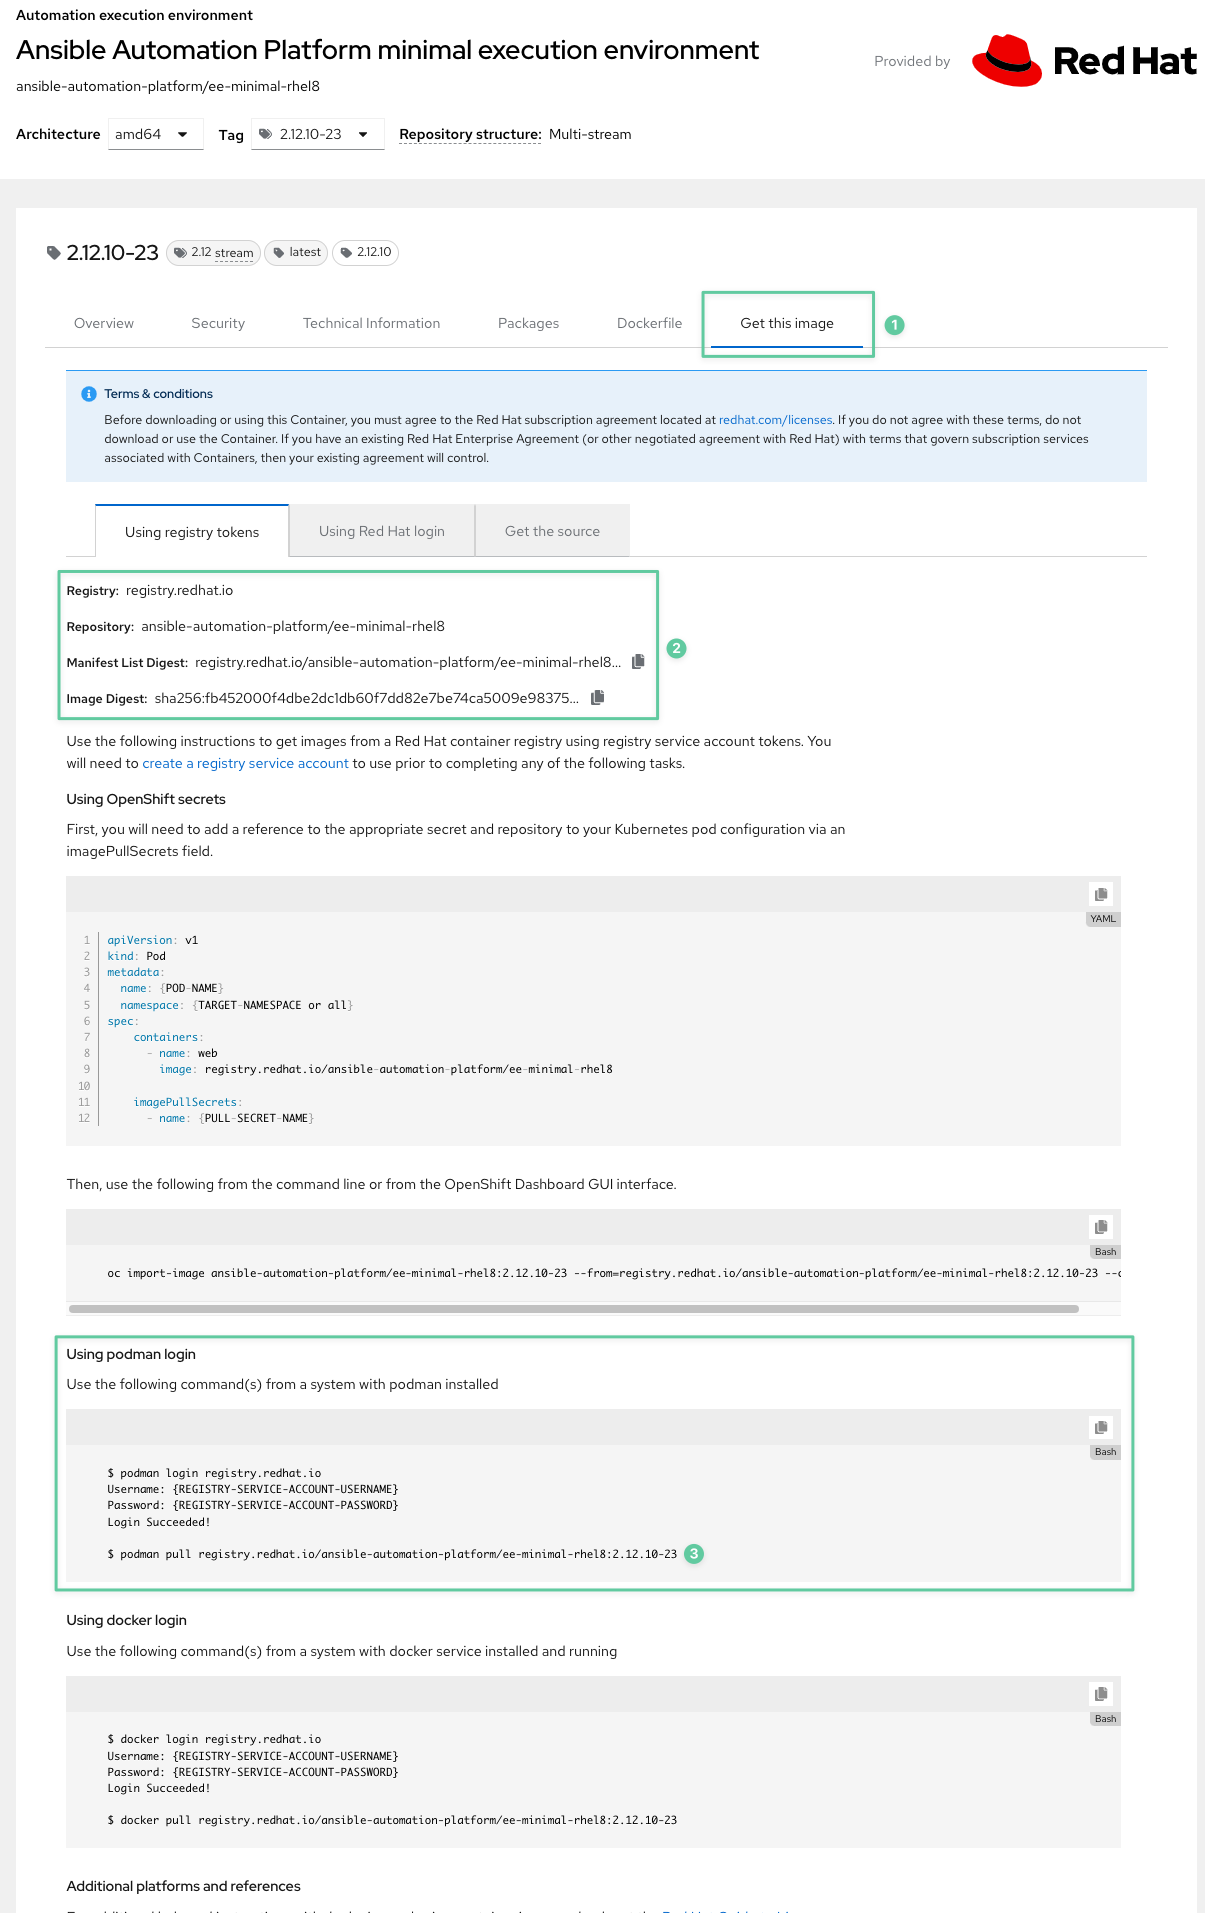 Automation execution environment
Ansible Automation Platform minimal execution environment
ansible-automation-platform/ee-minimal-rhel8
Provided by
Red Hat
Architecture amd64 Tag 2.12.10-23 Repository structure: Multi-stream
2.12.10-23 2.12 stream latest 2.12.10
Overview Security Technical Information Packages Dockerfile Get this image 1
Terms & conditions
Before downloading or using this Container, you must agree to the Red Hat subscription agreement located at redhat.com/licenses. If you do not agree with these terms, do not
download or use the Container. If you have an existing Red Hat Enterprise Agreement (or other negotiated agreement with Red Hat) with terms that govern subscription services
associated with Containers, then your existing agreement will control.
Using registry tokens Using Red Hat login Get the source
Registry: registry.redhat.io
Repository: ansible-automation-platform/ee-minimal-rhel8
2
Manifest List Digest: registry.redhat.io/ansible-automation-platform/ee-minimal-rhel8...
Image Digest: sha256:fb452000f4dbe2dc1db60f7dd82e7be74ca5009e98375...
Use the following instructions to get images from a Red Hat container registry using registry service account tokens. You
will need to create a registry service account to use prior to completing any of the following tasks.
Using OpenShift secrets
First, you will need to add a reference to the appropriate secret and repository to your Kubernetes pod configuration via an
imagePullSecrets field.
YAML
1 apiVersion: v1
2 kind: Pod
3 metadata:
4 name: {POD-NAME}
5 namespace: {TARGET-NAMESPACE or all}
6 spec:
7 containers:
8 - name: web
9 image: registry.redhat.io/ansible-automation-platform/ee-minimal-rhel8
10
11 imagePullSecrets:
12 - name: {PULL-SECRET-NAME}
Then, use the following from the command line or from the OpenShift Dashboard GUI interface.
Bash
oc import-image ansible-automation-platform/ee-minimal-rhel8:2.12.10-23 --from=registry.redhat.io/ansible-automation-platform/ee-minimal-rhel8:2.12.10-23 --c
Using podman login
Use the following command(s) from a system with podman installed
Bash
$ podman login registry.redhat.io
Username: {REGISTRY-SERVICE-ACCOUNT-USERNAME}
Password: {REGISTRY-SERVICE-ACCOUNT-PASSWORD}
Login Succeeded!
$ podman pull registry.redhat.io/ansible-automation-platform/ee-minimal-rhel8:2.12.10-23 3
Using docker login
Use the following command(s) from a system with docker service installed and running
Bash
$ docker login registry.redhat.io
Username: {REGISTRY-SERVICE-ACCOUNT-USERNAME}
Password: {REGISTRY-SERVICE-ACCOUNT-PASSWORD}
Login Succeeded!
$ docker pull registry.redhat.io/ansible-automation-platform/ee-minimal-rhel8:2.12.10-23
Additional platforms and references